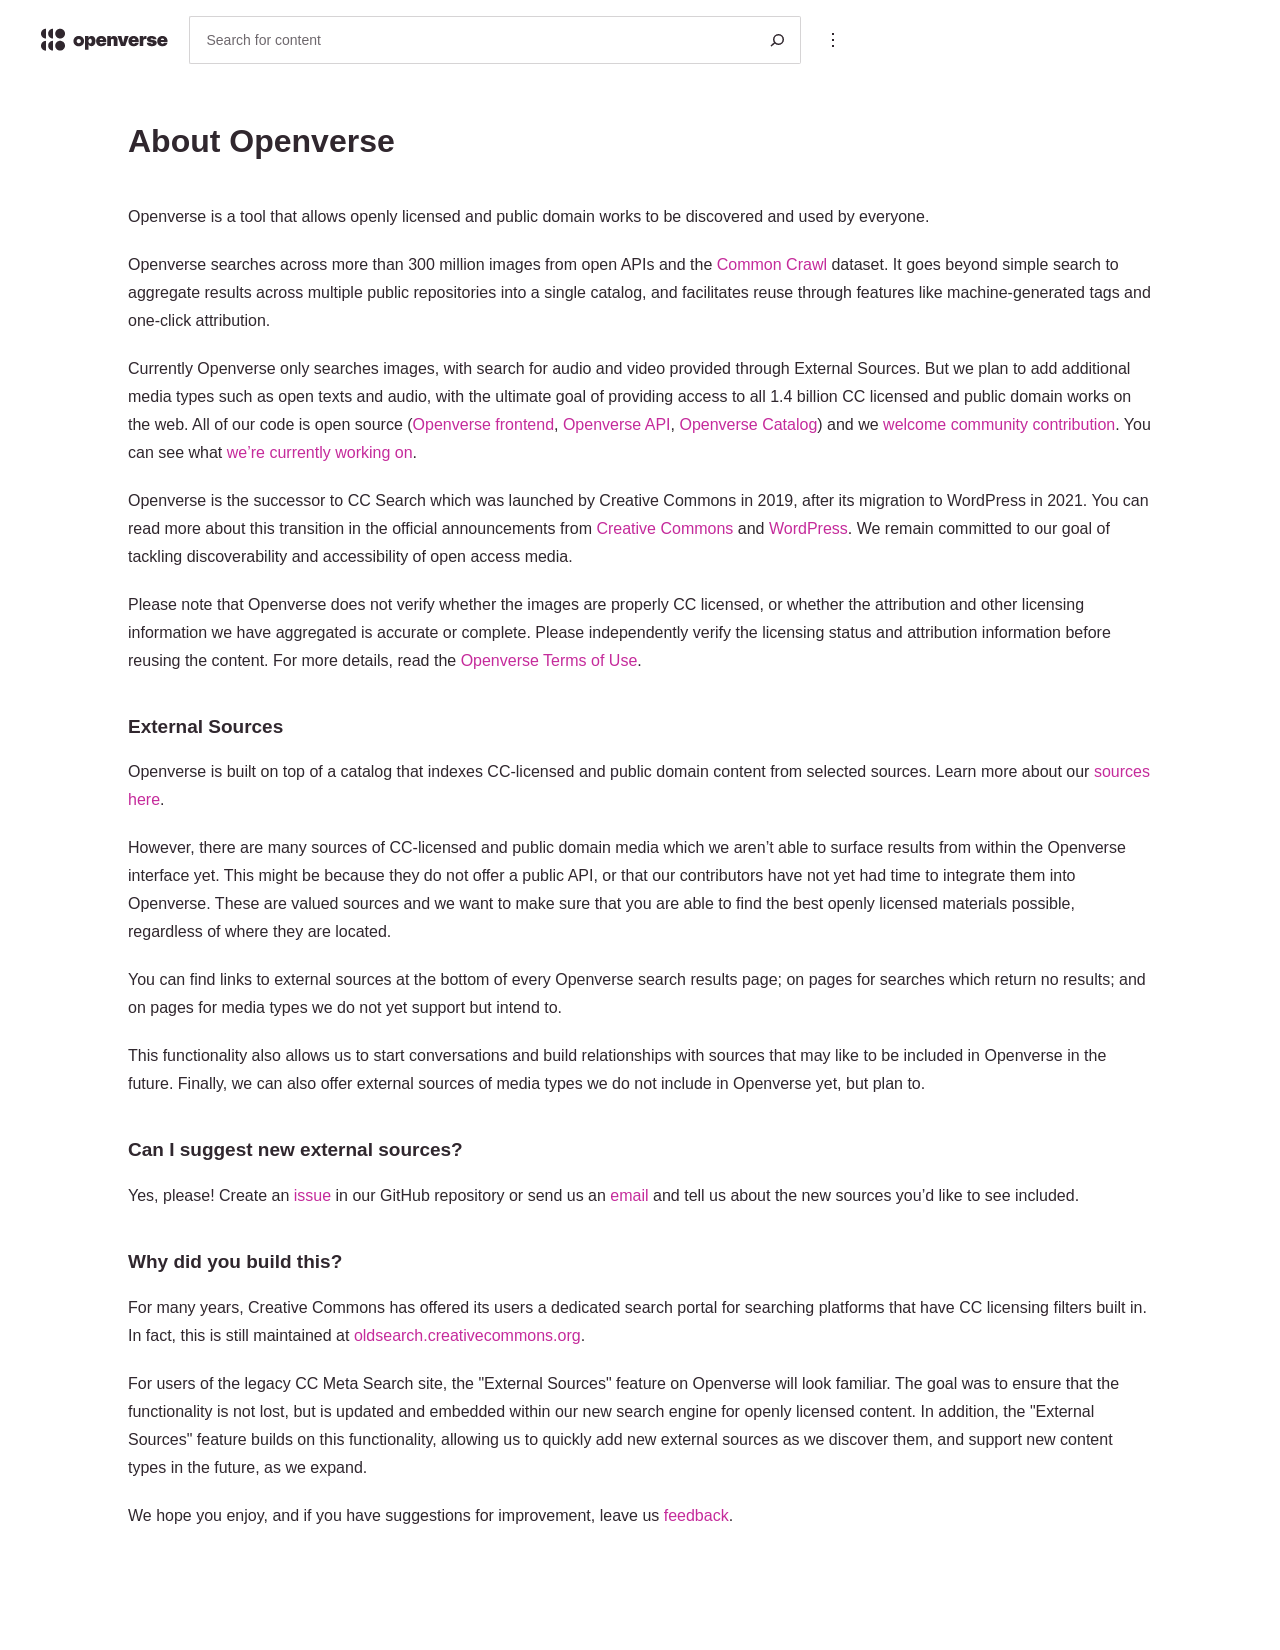 openverse
Search for content
About Openverse
Openverse is a tool that allows openly licensed and public domain works to be discovered and used by everyone.
Openverse searches across more than 300 million images from open APIs and the Common Crawl dataset. It goes beyond simple search to
aggregate results across multiple public repositories into a single catalog, and facilitates reuse through features like machine-generated tags and
one-click attribution.
Currently Openverse only searches images, with search for audio and video provided through External Sources. But we plan to add additional
media types such as open texts and audio, with the ultimate goal of providing access to all 1.4 billion CC licensed and public domain works on
the web. All of our code is open source (Openverse frontend, Openverse API, Openverse Catalog) and we welcome community contribution. You
can see what we’re currently working on.
Openverse is the successor to CC Search which was launched by Creative Commons in 2019, after its migration to WordPress in 2021. You can
read more about this transition in the official announcements from Creative Commons and WordPress. We remain committed to our goal of
tackling discoverability and accessibility of open access media.
Please note that Openverse does not verify whether the images are properly CC licensed, or whether the attribution and other licensing
information we have aggregated is accurate or complete. Please independently verify the licensing status and attribution information before
reusing the content. For more details, read the Openverse Terms of Use.
External Sources
Openverse is built on top of a catalog that indexes CC-licensed and public domain content from selected sources. Learn more about our sources
here.
However, there are many sources of CC-licensed and public domain media which we aren’t able to surface results from within the Openverse
interface yet. This might be because they do not offer a public API, or that our contributors have not yet had time to integrate them into
Openverse. These are valued sources and we want to make sure that you are able to find the best openly licensed materials possible,
regardless of where they are located.
You can find links to external sources at the bottom of every Openverse search results page; on pages for searches which return no results; and
on pages for media types we do not yet support but intend to.
This functionality also allows us to start conversations and build relationships with sources that may like to be included in Openverse in the
future. Finally, we can also offer external sources of media types we do not include in Openverse yet, but plan to.
Can I suggest new external sources?
Yes, please! Create an issue in our GitHub repository or send us an email and tell us about the new sources you’d like to see included.
Why did you build this?
For many years, Creative Commons has offered its users a dedicated search portal for searching platforms that have CC licensing filters built in.
In fact, this is still maintained at oldsearch.creativecommons.org.
For users of the legacy CC Meta Search site, the "External Sources" feature on Openverse will look familiar. The goal was to ensure that the
functionality is not lost, but is updated and embedded within our new search engine for openly licensed content. In addition, the "External
Sources" feature builds on this functionality, allowing us to quickly add new external sources as we discover them, and support new content
types in the future, as we expand.
We hope you enjoy, and if you have suggestions for improvement, leave us feedback.